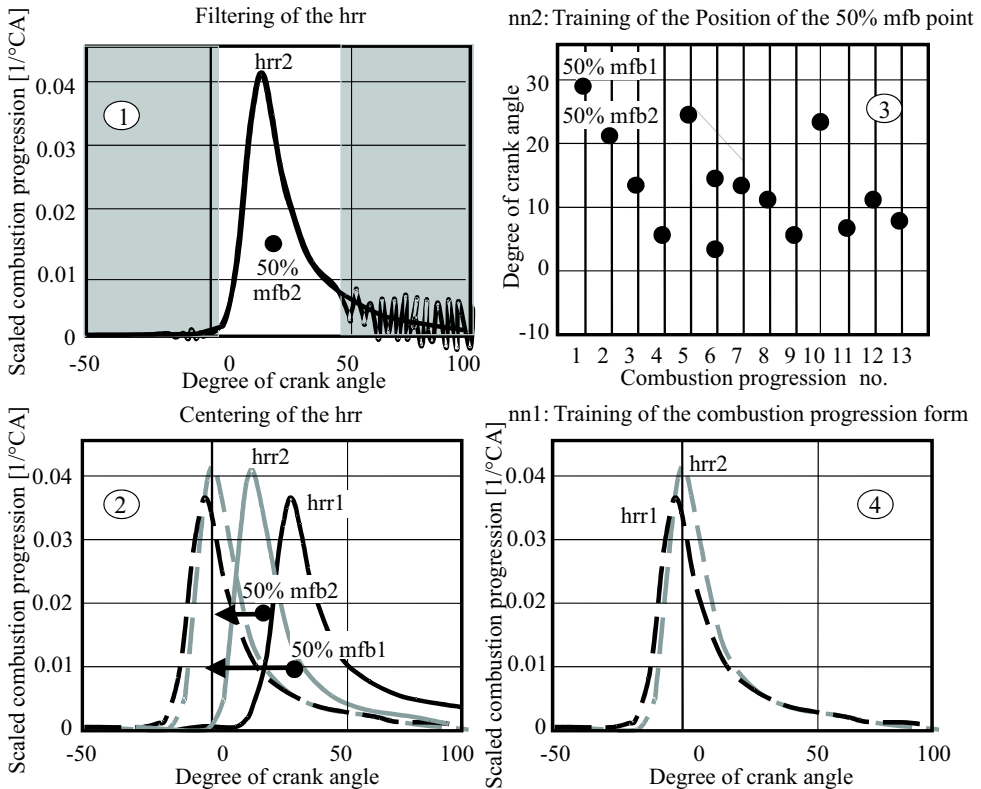 Filtering of the hrr
Scaled combustion progression [1/°CA]
0.04
0.03
0.02
0.01
0
hrr2
1
50%
mfb2
-50 0 50 100
Degree of crank angle
nn2: Training of the Position of the 50% mfb point
Degree of crank angle
30
20
10
0
-10
50% mfb1
50% mfb2
3
1 2 3 4 5 6 7 8 9 10 11 12 13
Combustion progression no.
Centering of the hrr
Scaled combustion progression [1/°CA]
0.04
0.03
0.02
0.01
0
hrr2
2
hrr1
50% mfb2
50% mfb1
-50 0 50 100
Degree of crank angle
nn1: Training of the combustion progression form
Scaled combustion progression [1/°CA]
0.04
0.03
0.02
0.01
0
hrr2
4
hrr1
-50 0 50 100
Degree of crank angle